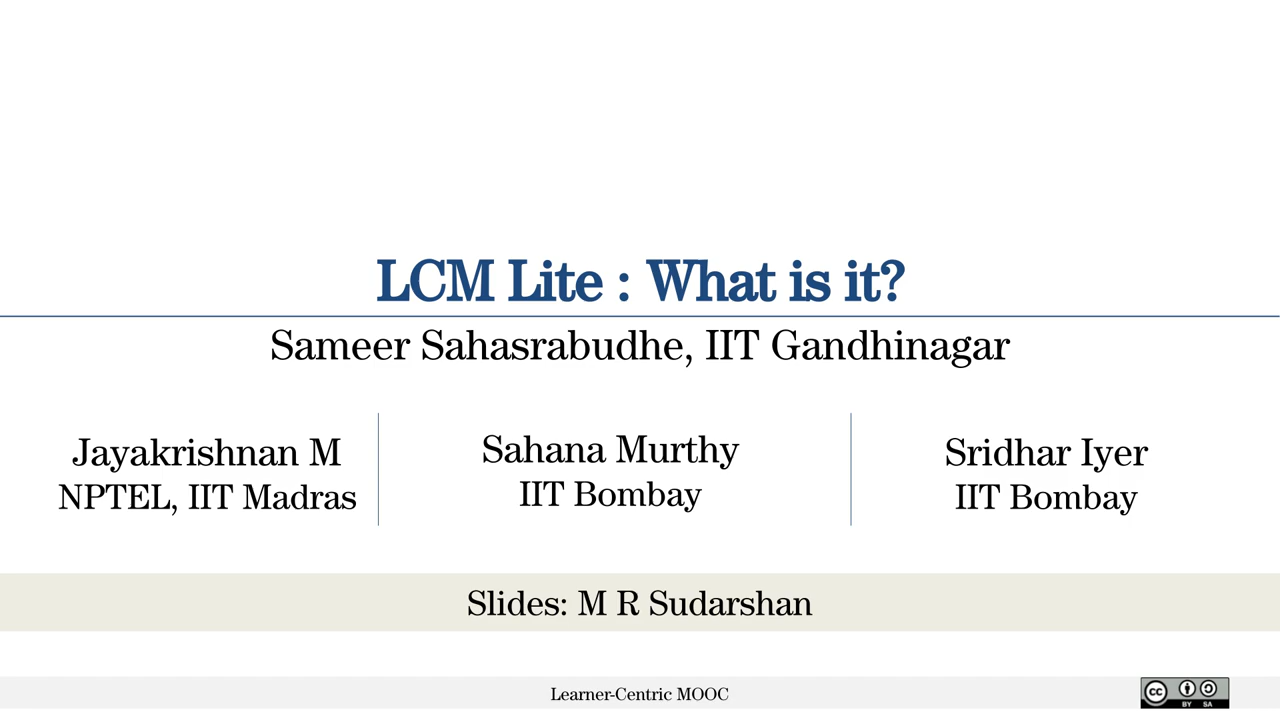 LCM Lite : What is it?
Sameer Sahasrabudhe, IIT Gandhinagar
Jayakrishnan M
NPTEL, IIT Madras
Sahana Murthy
IIT Bombay
Sridhar Iyer
IIT Bombay
Slides: M R Sudarshan
Learner-Centric MOOC
cc
BY SA